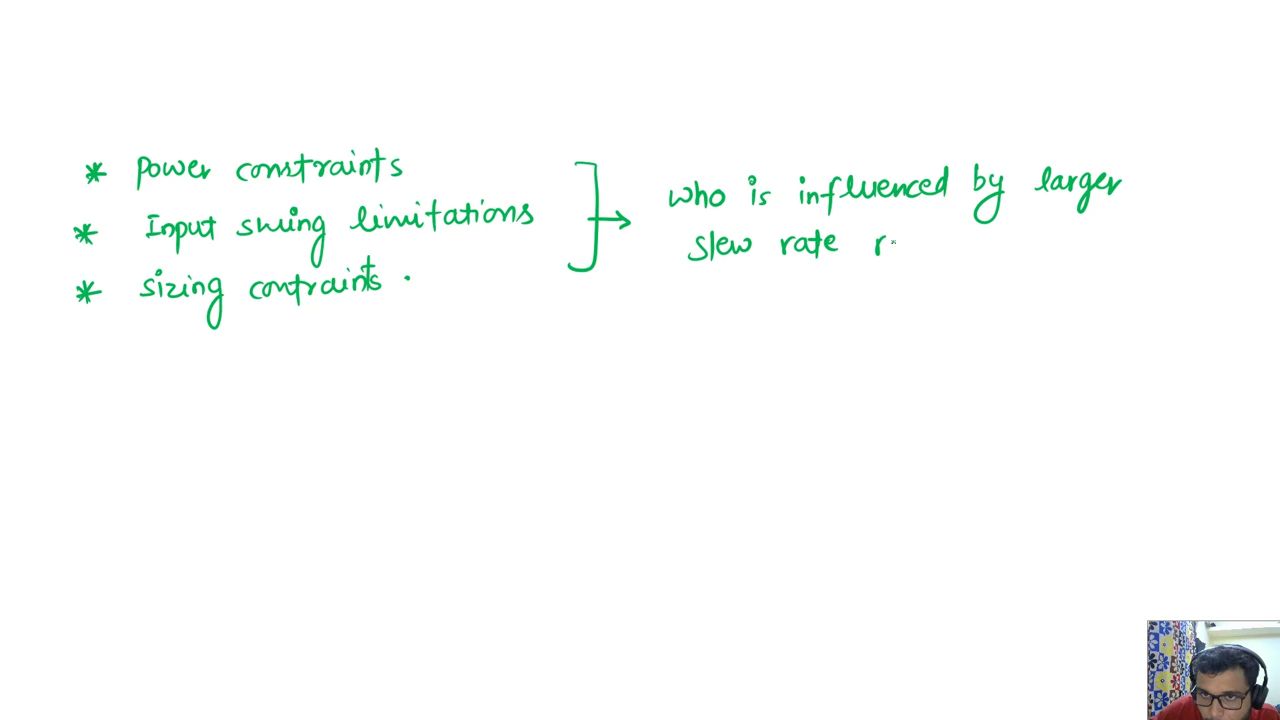 * Power constraints
* Input swing limitations
* sizing contraints.
who is influenced by larger
slew rate r